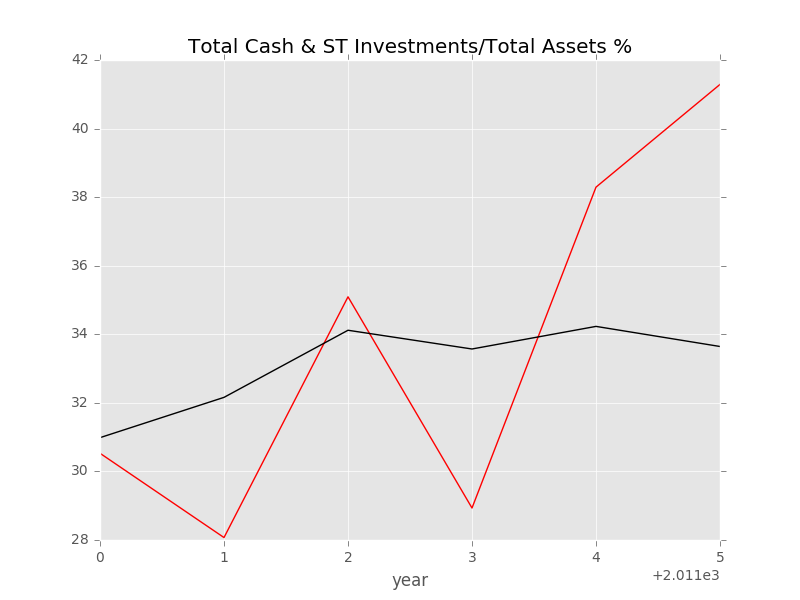 Total Cash & ST Investments/Total Assets %
42
40
38
36
34
32
30
28
0 1 2 3 4 5
+2.011e3
year